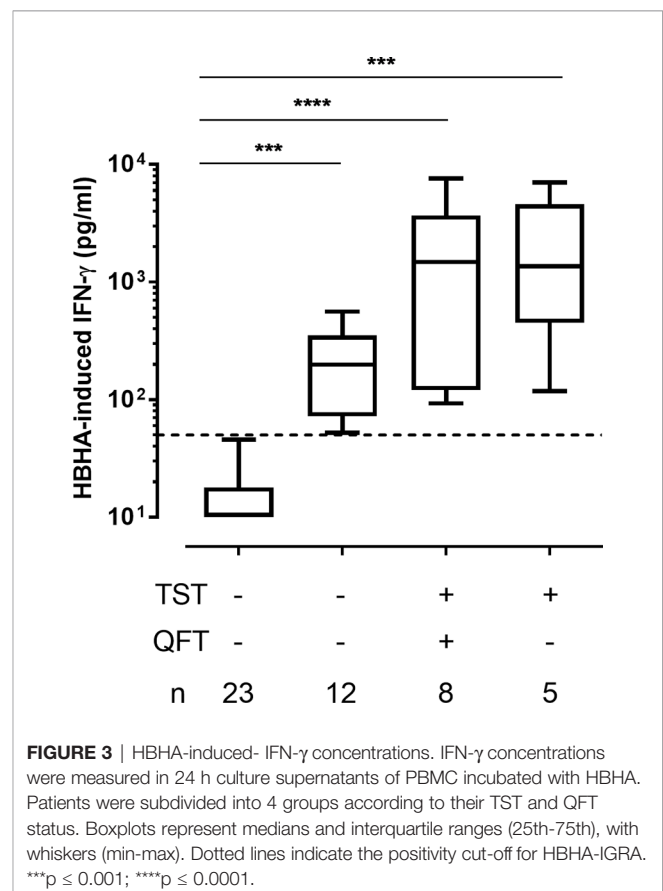 ***
****
***
10⁴
10³
10²
10¹
HBHA-induced IFN-γ (pg/ml)
TST - - + +
QFT - - + -
n 23 12 8 5
FIGURE 3 | HBHA-induced- IFN-γ concentrations. IFN-γ concentrations
were measured in 24 h culture supernatants of PBMC incubated with HBHA.
Patients were subdivided into 4 groups according to their TST and QFT
status. Boxplots represent medians and interquartile ranges (25th-75th), with
whiskers (min-max). Dotted lines indicate the positivity cut-off for HBHA-IGRA.
***p ≤ 0.001; ****p ≤ 0.0001.